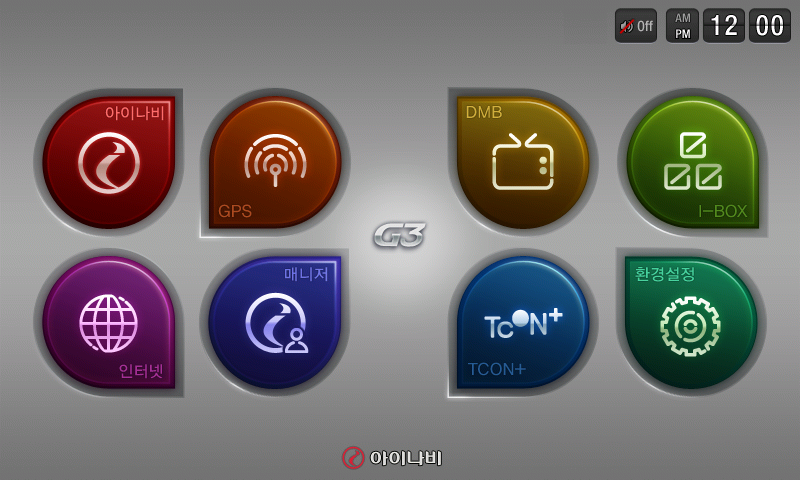 Off
AM
PM
12 00
아이나비
GPS
DMB
I-BOX
G3
인터넷
매니저
TCON+
TCON+
환경설정
아이나비